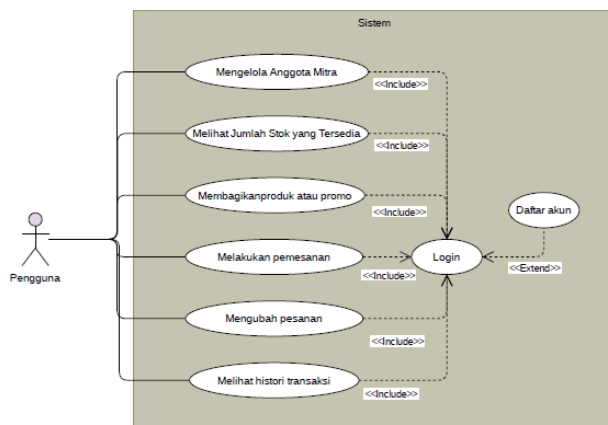 Sistem
Mengelola Anggota Mitra
<<Include>>
Melihat Jumlah Stok yang Tersedia
<<Include>>
Membagikanproduk atau promo
<<Include>>
Daftar akun
Pengguna
Melakukan pemesanan
<<Include>>
Login
<<Extend>>
Mengubah pesanan
<<Include>>
Melihat histori transaksi
<<Include>>